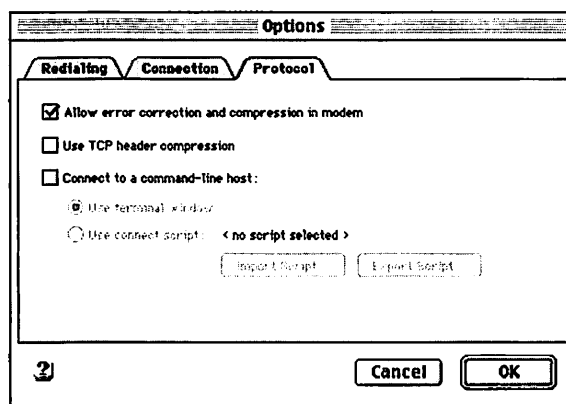 Options
Redialing Connection Protocol
Allow error correction and compression in modem
Use TCP header compression
Connect to a command-line host:
Use terminal window
Use connect script: < no script selected >
Import Script Export Script
?
Cancel OK